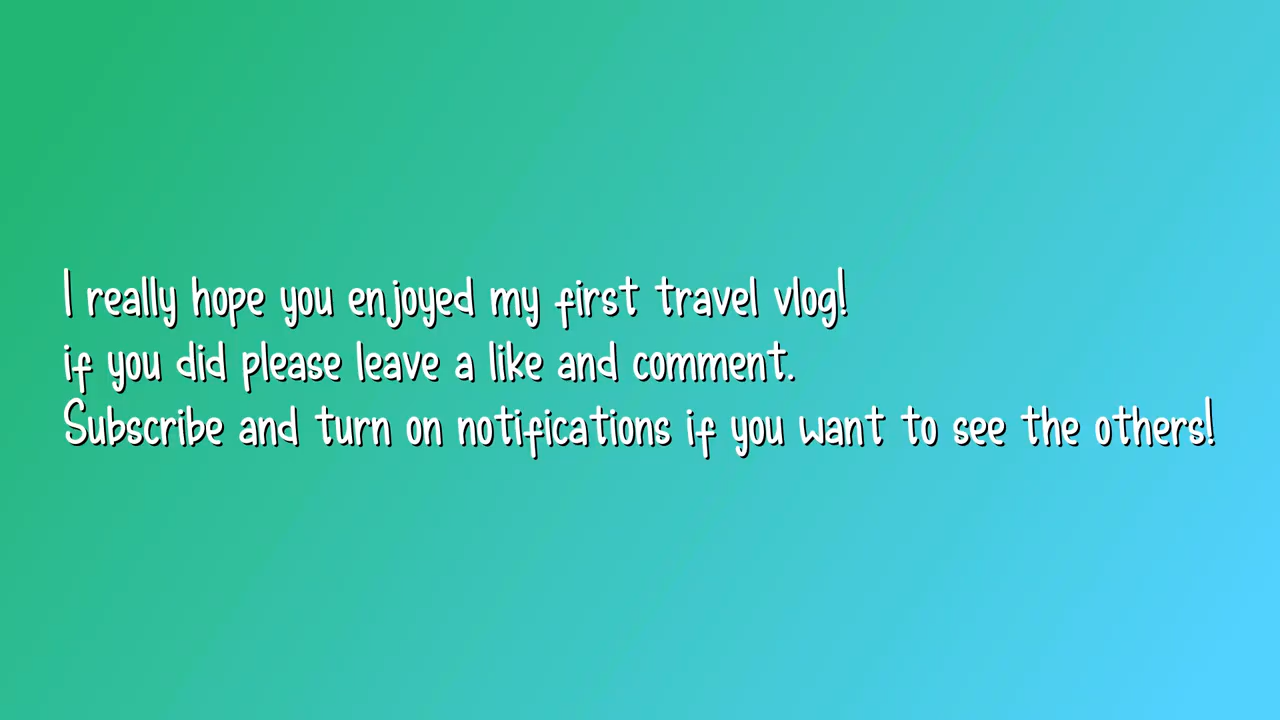 I really hope you enjoyed my first travel vlog!
if you did please leave a like and comment.
Subscribe and turn on notifications if you want to see the others!